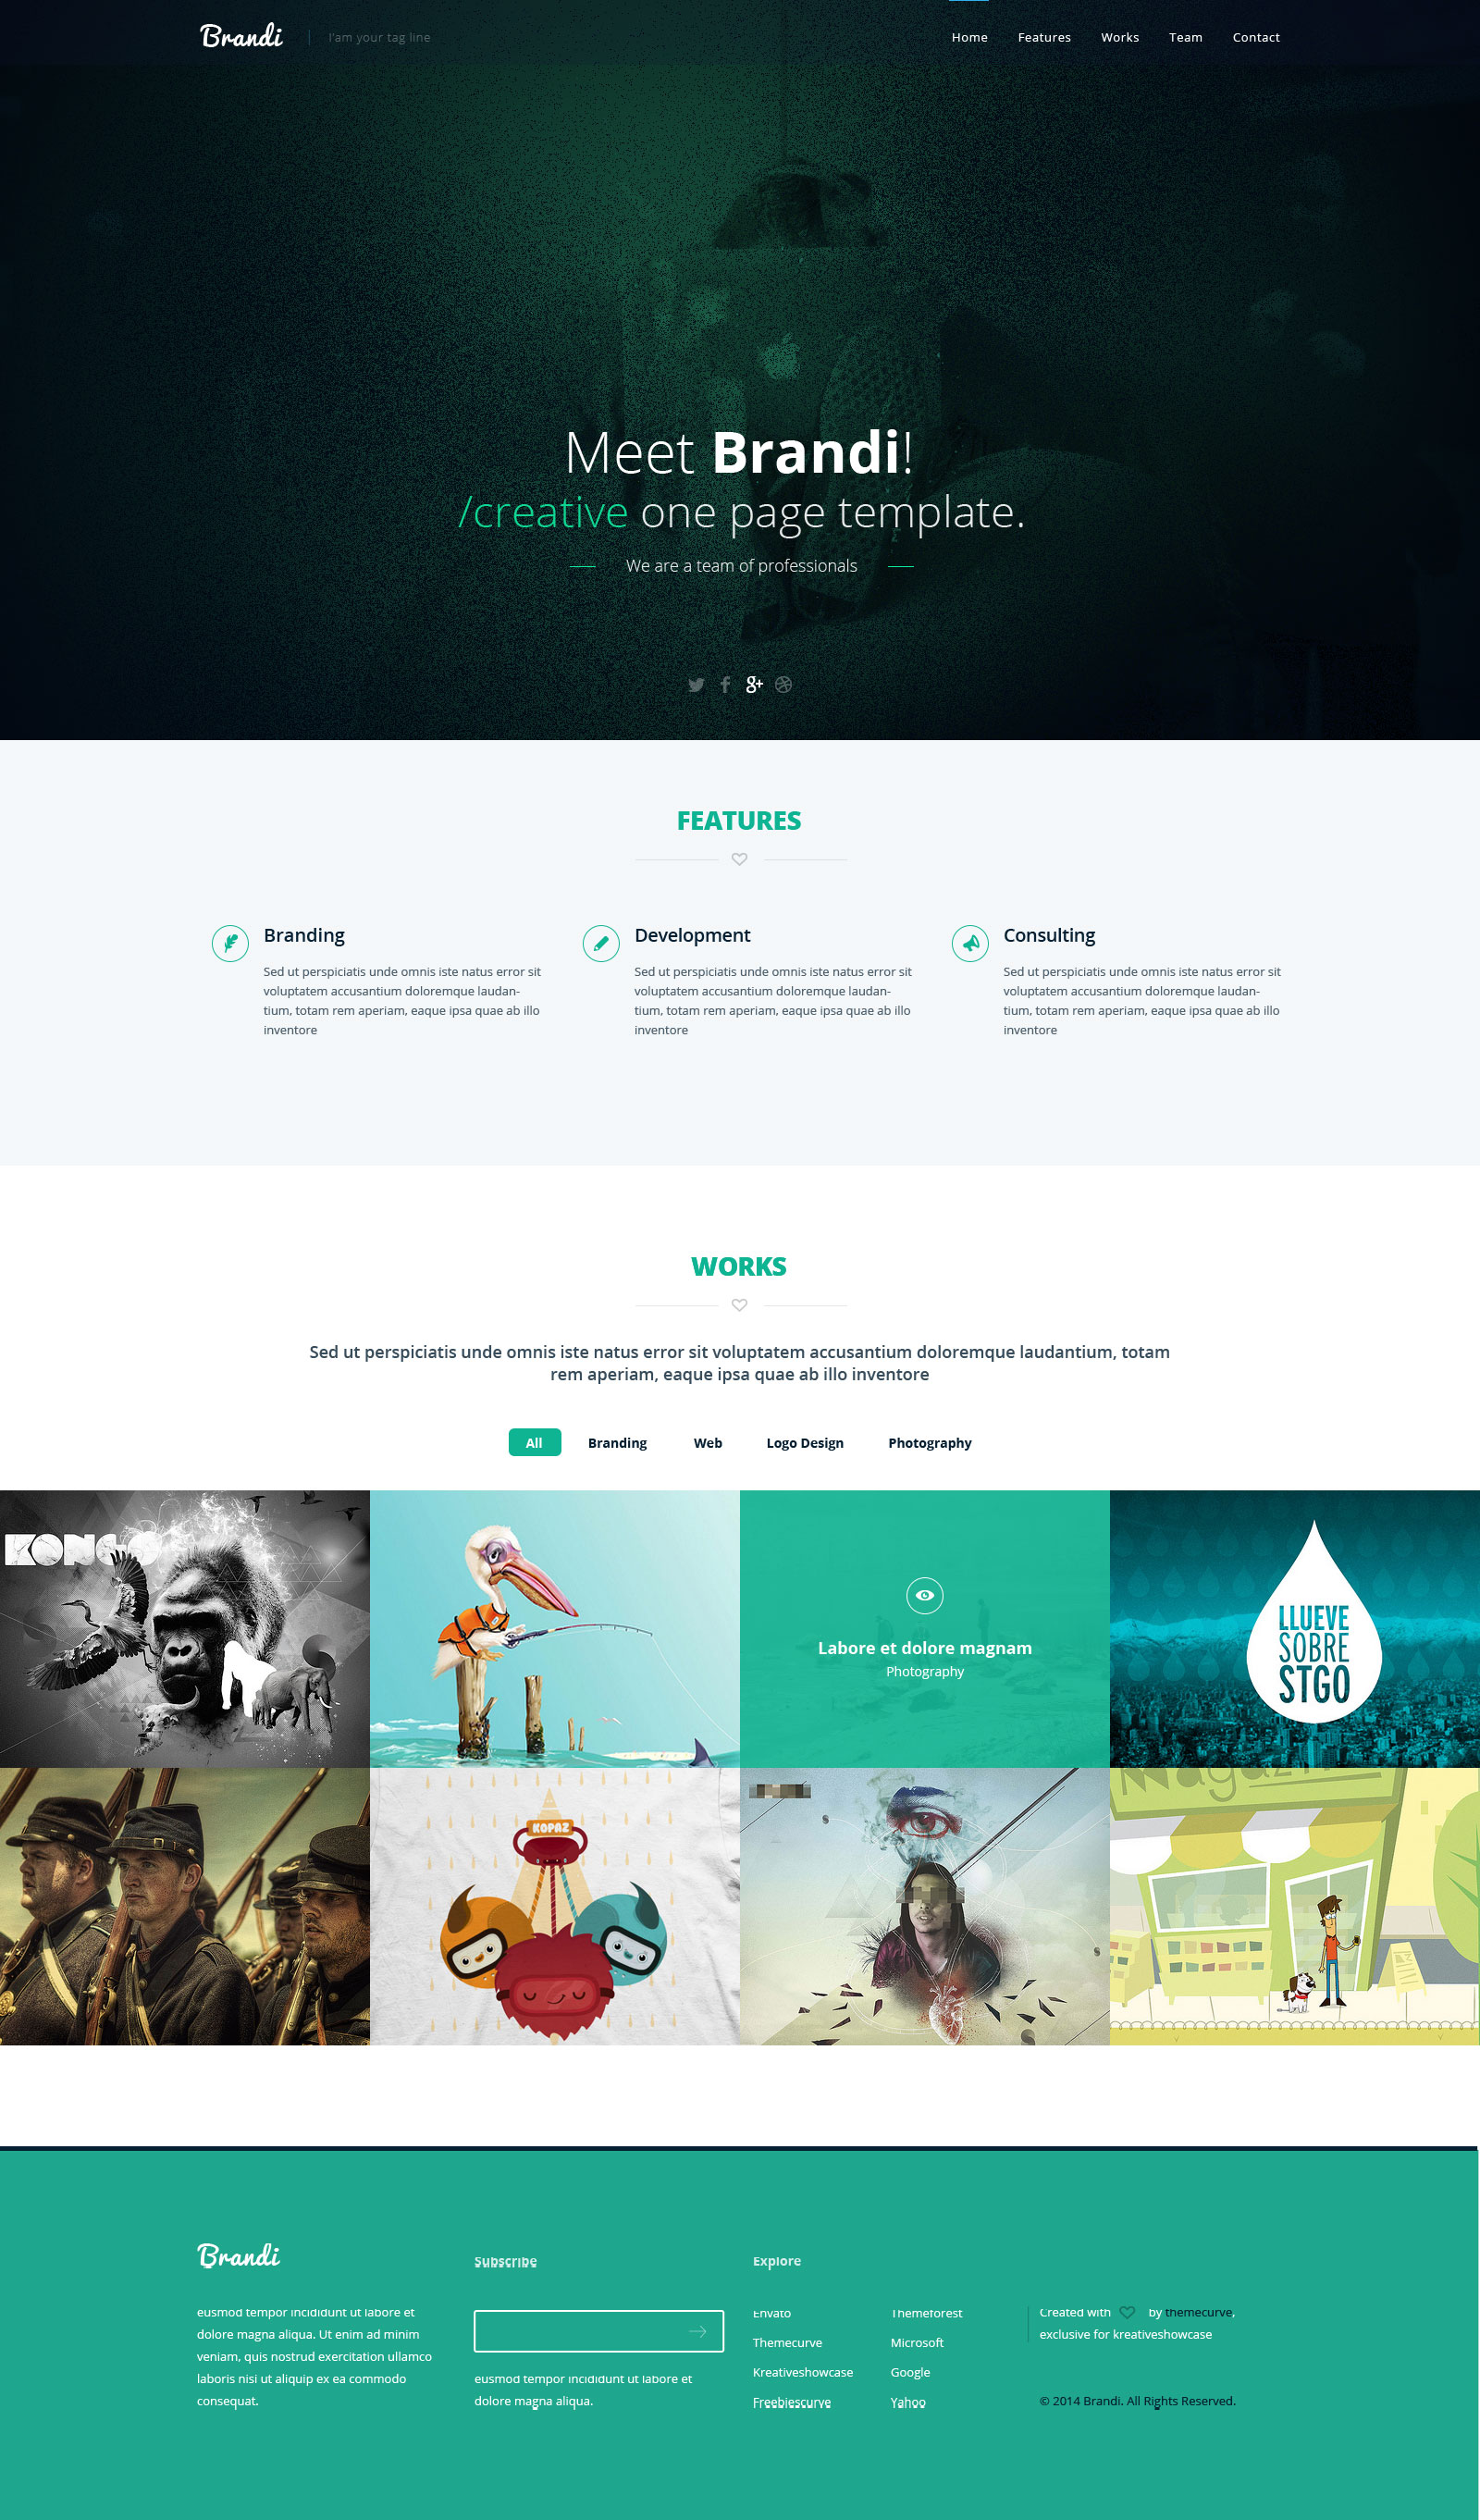 Brandi
I'am your tag line
Home Features Works Team Contact
Meet Brandi!
/creative one page template.
We are a team of professionals
FEATURES
Branding
Sed ut perspiciatis unde omnis iste natus error sit
voluptatem accusantium doloremque laudan-
tium, totam rem aperiam, eaque ipsa quae ab illo
inventore
Development
Sed ut perspiciatis unde omnis iste natus error sit
voluptatem accusantium doloremque laudan-
tium, totam rem aperiam, eaque ipsa quae ab illo
inventore
Consulting
Sed ut perspiciatis unde omnis iste natus error sit
voluptatem accusantium doloremque laudan-
tium, totam rem aperiam, eaque ipsa quae ab illo
inventore
WORKS
Sed ut perspiciatis unde omnis iste natus error sit voluptatem accusantium doloremque laudantium, totam
rem aperiam, eaque ipsa quae ab illo inventore
All Branding Web Logo Design Photography
KONGO
Labore et dolore magnam
Photography
LLUEVE
SOBRE
STGO
KOPAZ
Brandi
eusmod tempor incididunt ut labore et
dolore magna aliqua. Ut enim ad minim
veniam, quis nostrud exercitation ullamco
laboris nisi ut aliquip ex ea commodo
consequat.
Subscribe
eusmod tempor incididunt ut labore et
dolore magna aliqua.
Explore
Envato
Themecurve
Kreativeshowcase
Freebiescurve
Themeforest
Microsoft
Google
Yahoo
Created with by themecurve,
exclusive for kreativeshowcase
© 2014 Brandi. All Rights Reserved.